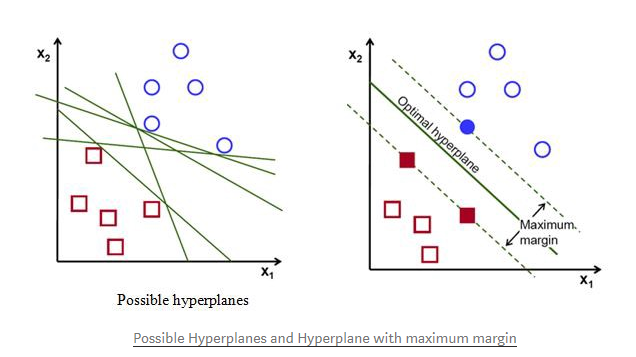 X2
X1
Possible hyperplanes
X2
Optimal hyperplane
Maximum
margin
X1
Possible Hyperplanes and Hyperplane with maximum margin